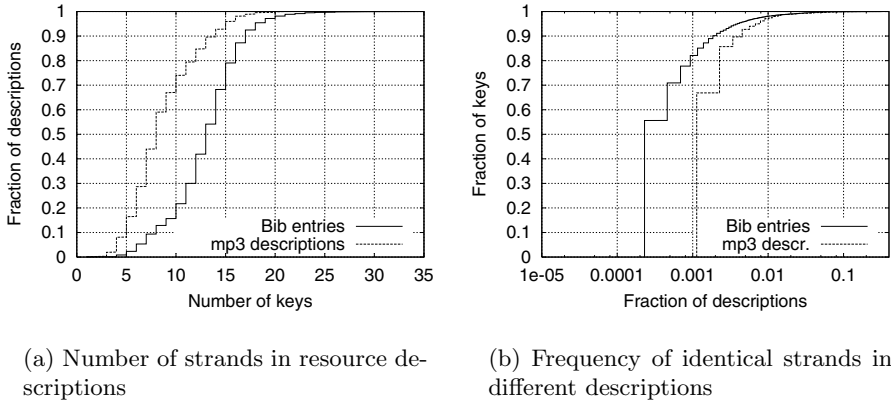 1
0.9
0.8
0.7
0.6
0.5
0.4
0.3
0.2
0.1
0
Fraction of descriptions
Bib entries
mp3 descriptions
0 5 10 15 20 25 30 35
Number of keys
(a) Number of strands in resource de-
scriptions
1
0.9
0.8
0.7
0.6
0.5
0.4
0.3
0.2
0.1
0
Fraction of keys
Bib entries
mp3 descr.
1e-05 0.0001 0.001 0.01 0.1
Fraction of descriptions
(b) Frequency of identical strands in
different descriptions